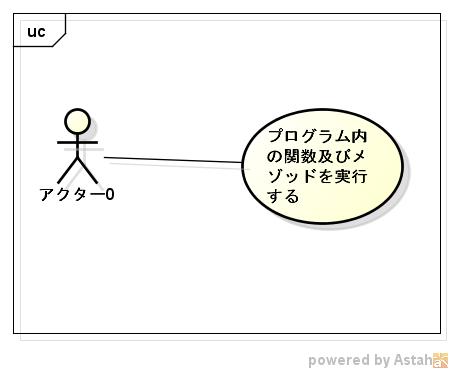 uc
プログラム内
の関数及びメ
ゾッドを実行
する
アクター0
powered by Astah